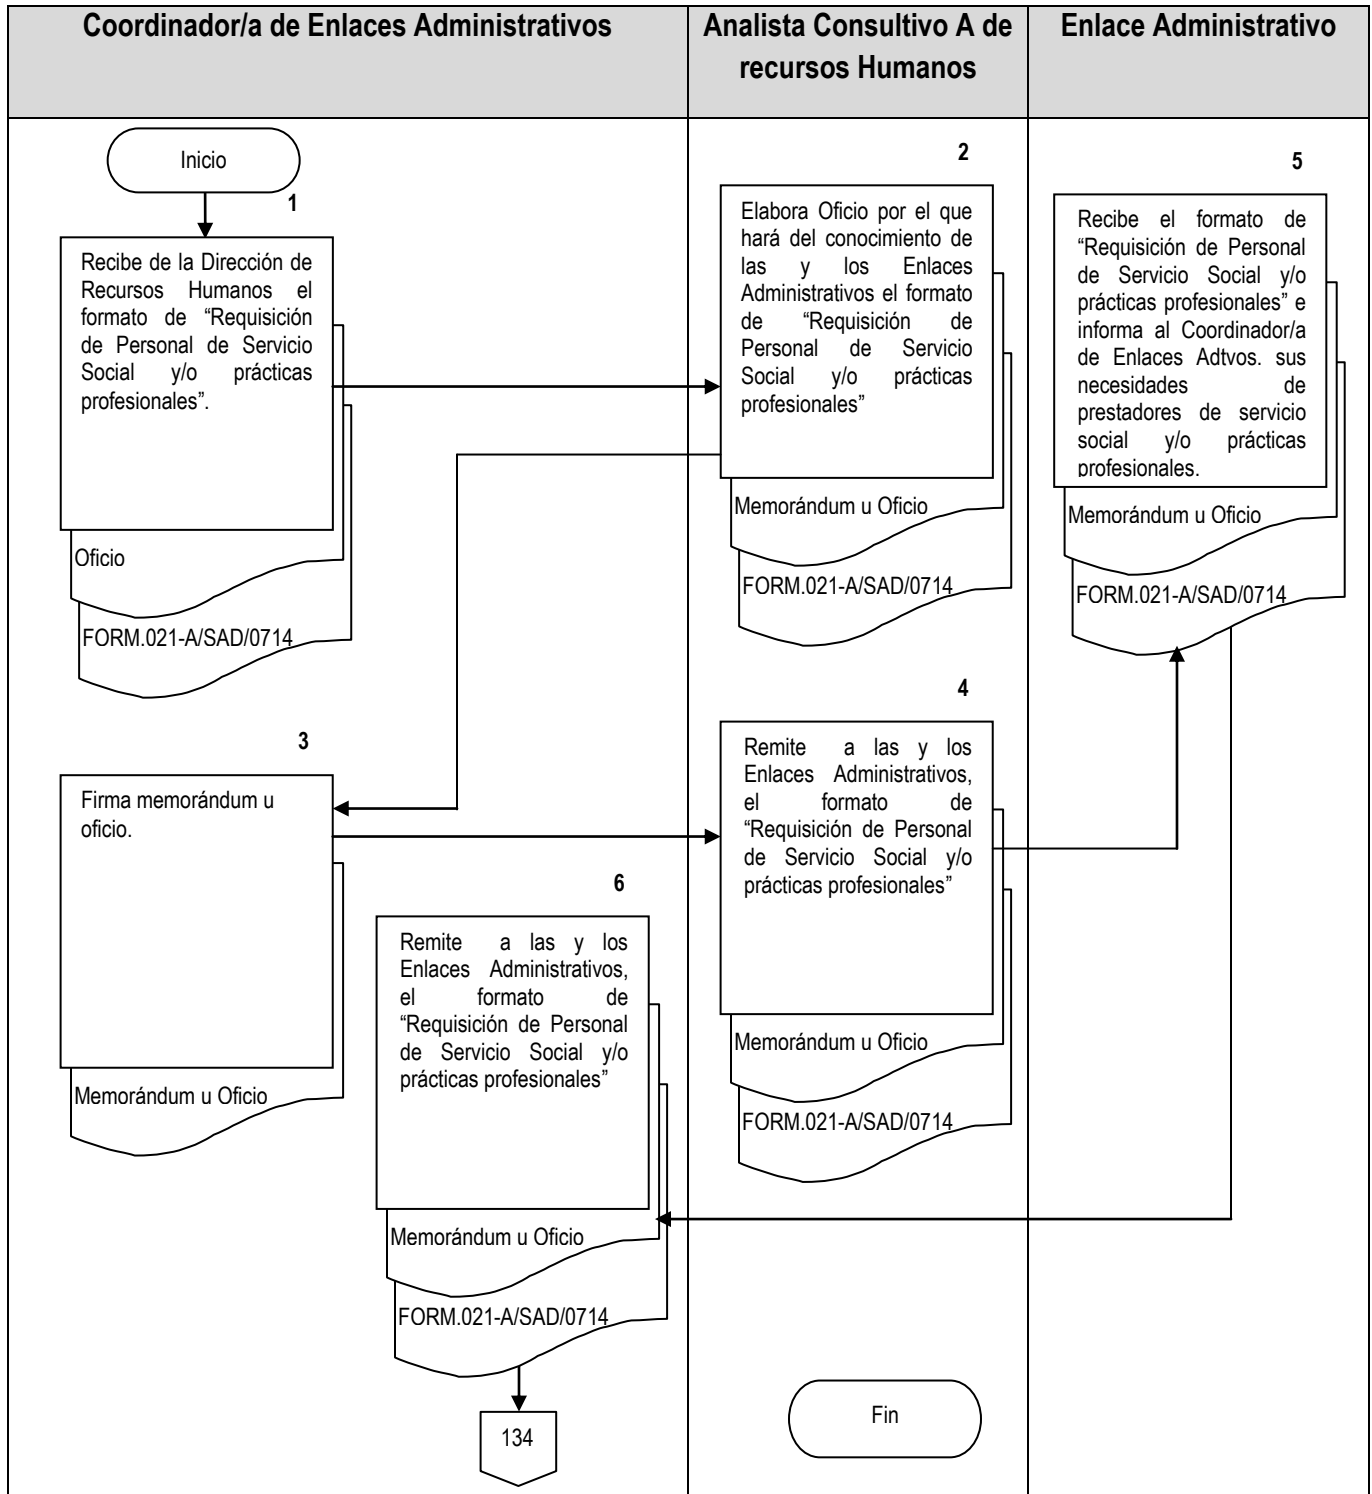 Coordinador/a de Enlaces Administrativos
Analista Consultivo A de
recursos Humanos
Enlace Administrativo
Inicio
1
Recibe de la Dirección de
Recursos Humanos el
formato de “Requisición
de Personal de Servicio
Social y/o prácticas
profesionales”.
Oficio
FORM.021-A/SAD/0714
2
Elabora Oficio por el que
hará del conocimiento de
las y los Enlaces
Administrativos el formato
de “Requisición de
Personal de Servicio
Social y/o prácticas
profesionales”
Memorándum u Oficio
FORM.021-A/SAD/0714
3
Firma memorándum u
oficio.
Memorándum u Oficio
4
Remite a las y los
Enlaces Administrativos,
el formato de
“Requisición de Personal
de Servicio Social y/o
prácticas profesionales”
Memorándum u Oficio
FORM.021-A/SAD/0714
5
Recibe el formato de
“Requisición de Personal
de Servicio Social y/o
prácticas profesionales” e
informa al Coordinador/a
de Enlaces Adtvos. sus
necesidades de
prestadores de servicio
social y/o prácticas
profesionales.
Memorándum u Oficio
FORM.021-A/SAD/0714
6
Remite a las y los
Enlaces Administrativos,
el formato de
“Requisición de Personal
de Servicio Social y/o
prácticas profesionales”
Memorándum u Oficio
FORM.021-A/SAD/0714
134
Fin